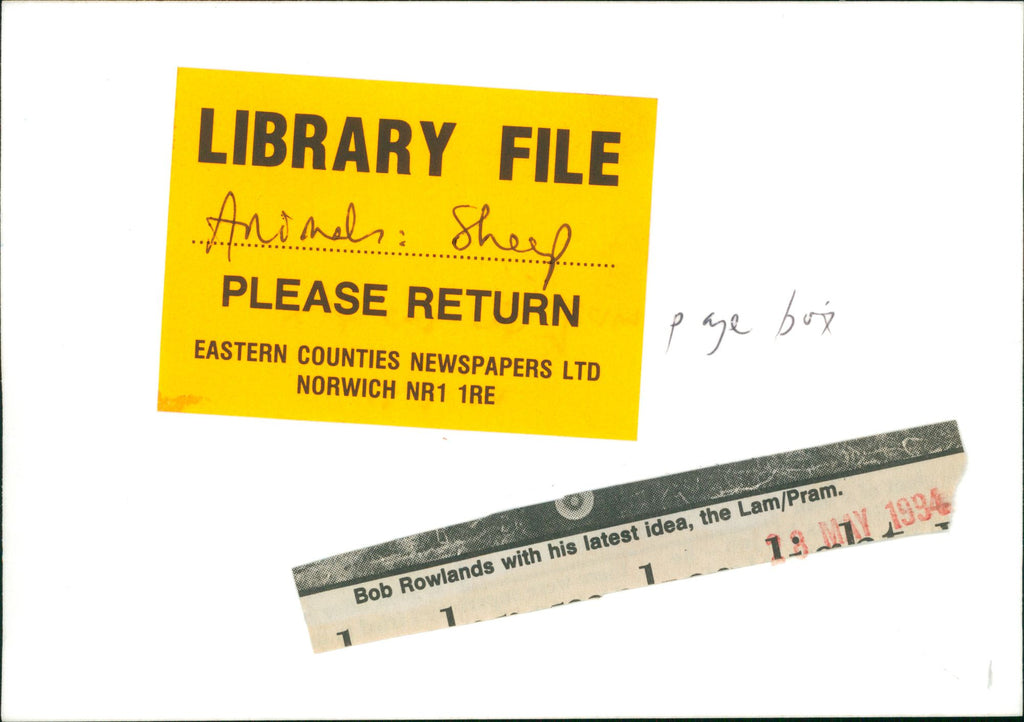 LIBRARY FILE
Animals: Sheep
PLEASE RETURN
EASTERN COUNTIES NEWSPAPERS LTD
NORWICH NR1 1RE
page box
Bob Rowlands with his latest idea, the Lam/Pram.
MAY 1994